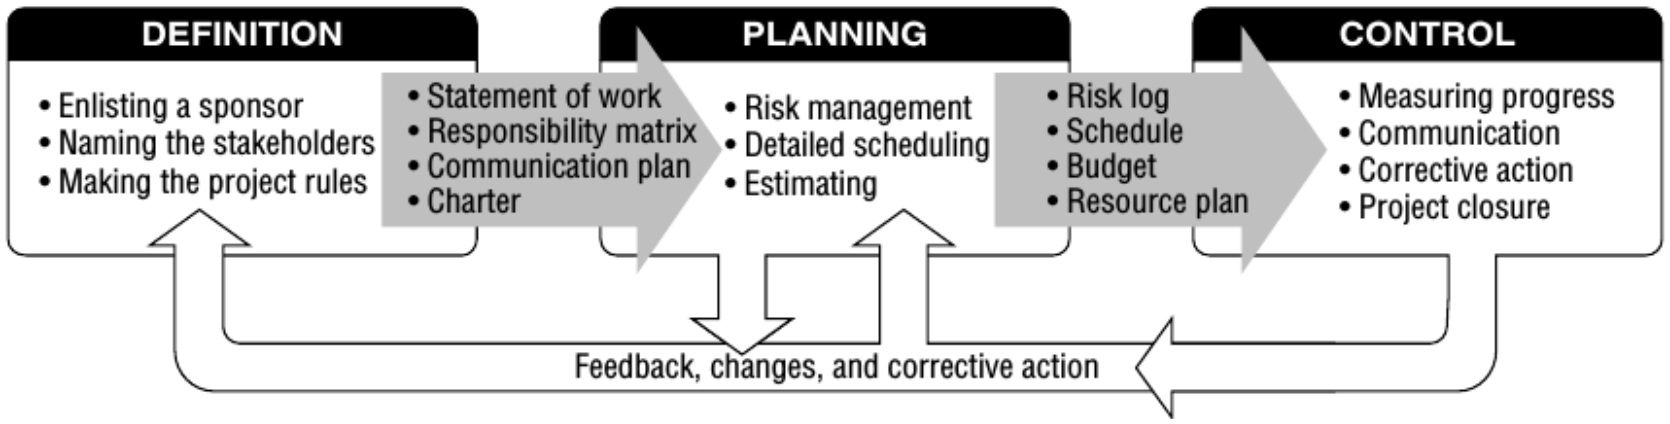 DEFINITION
• Enlisting a sponsor
• Naming the stakeholders
• Making the project rules
• Statement of work
• Responsibility matrix
• Communication plan
• Charter
PLANNING
• Risk management
• Detailed scheduling
• Estimating
• Risk log
• Schedule
• Budget
• Resource plan
CONTROL
• Measuring progress
• Communication
• Corrective action
• Project closure
Feedback, changes, and corrective action